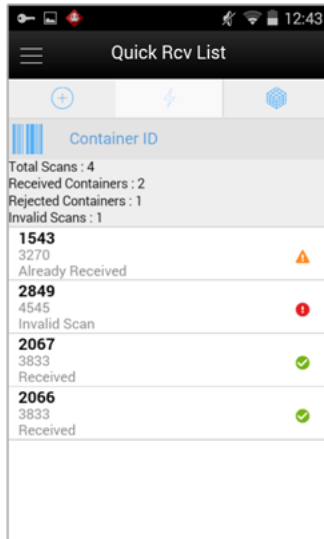 12:43
Quick Rcv List
Container ID
Total Scans : 4
Received Containers : 2
Rejected Containers : 1
Invalid Scans : 1
1543
3270
Already Received
2849
4545
Invalid Scan
2067
3833
Received
2066
3833
Received